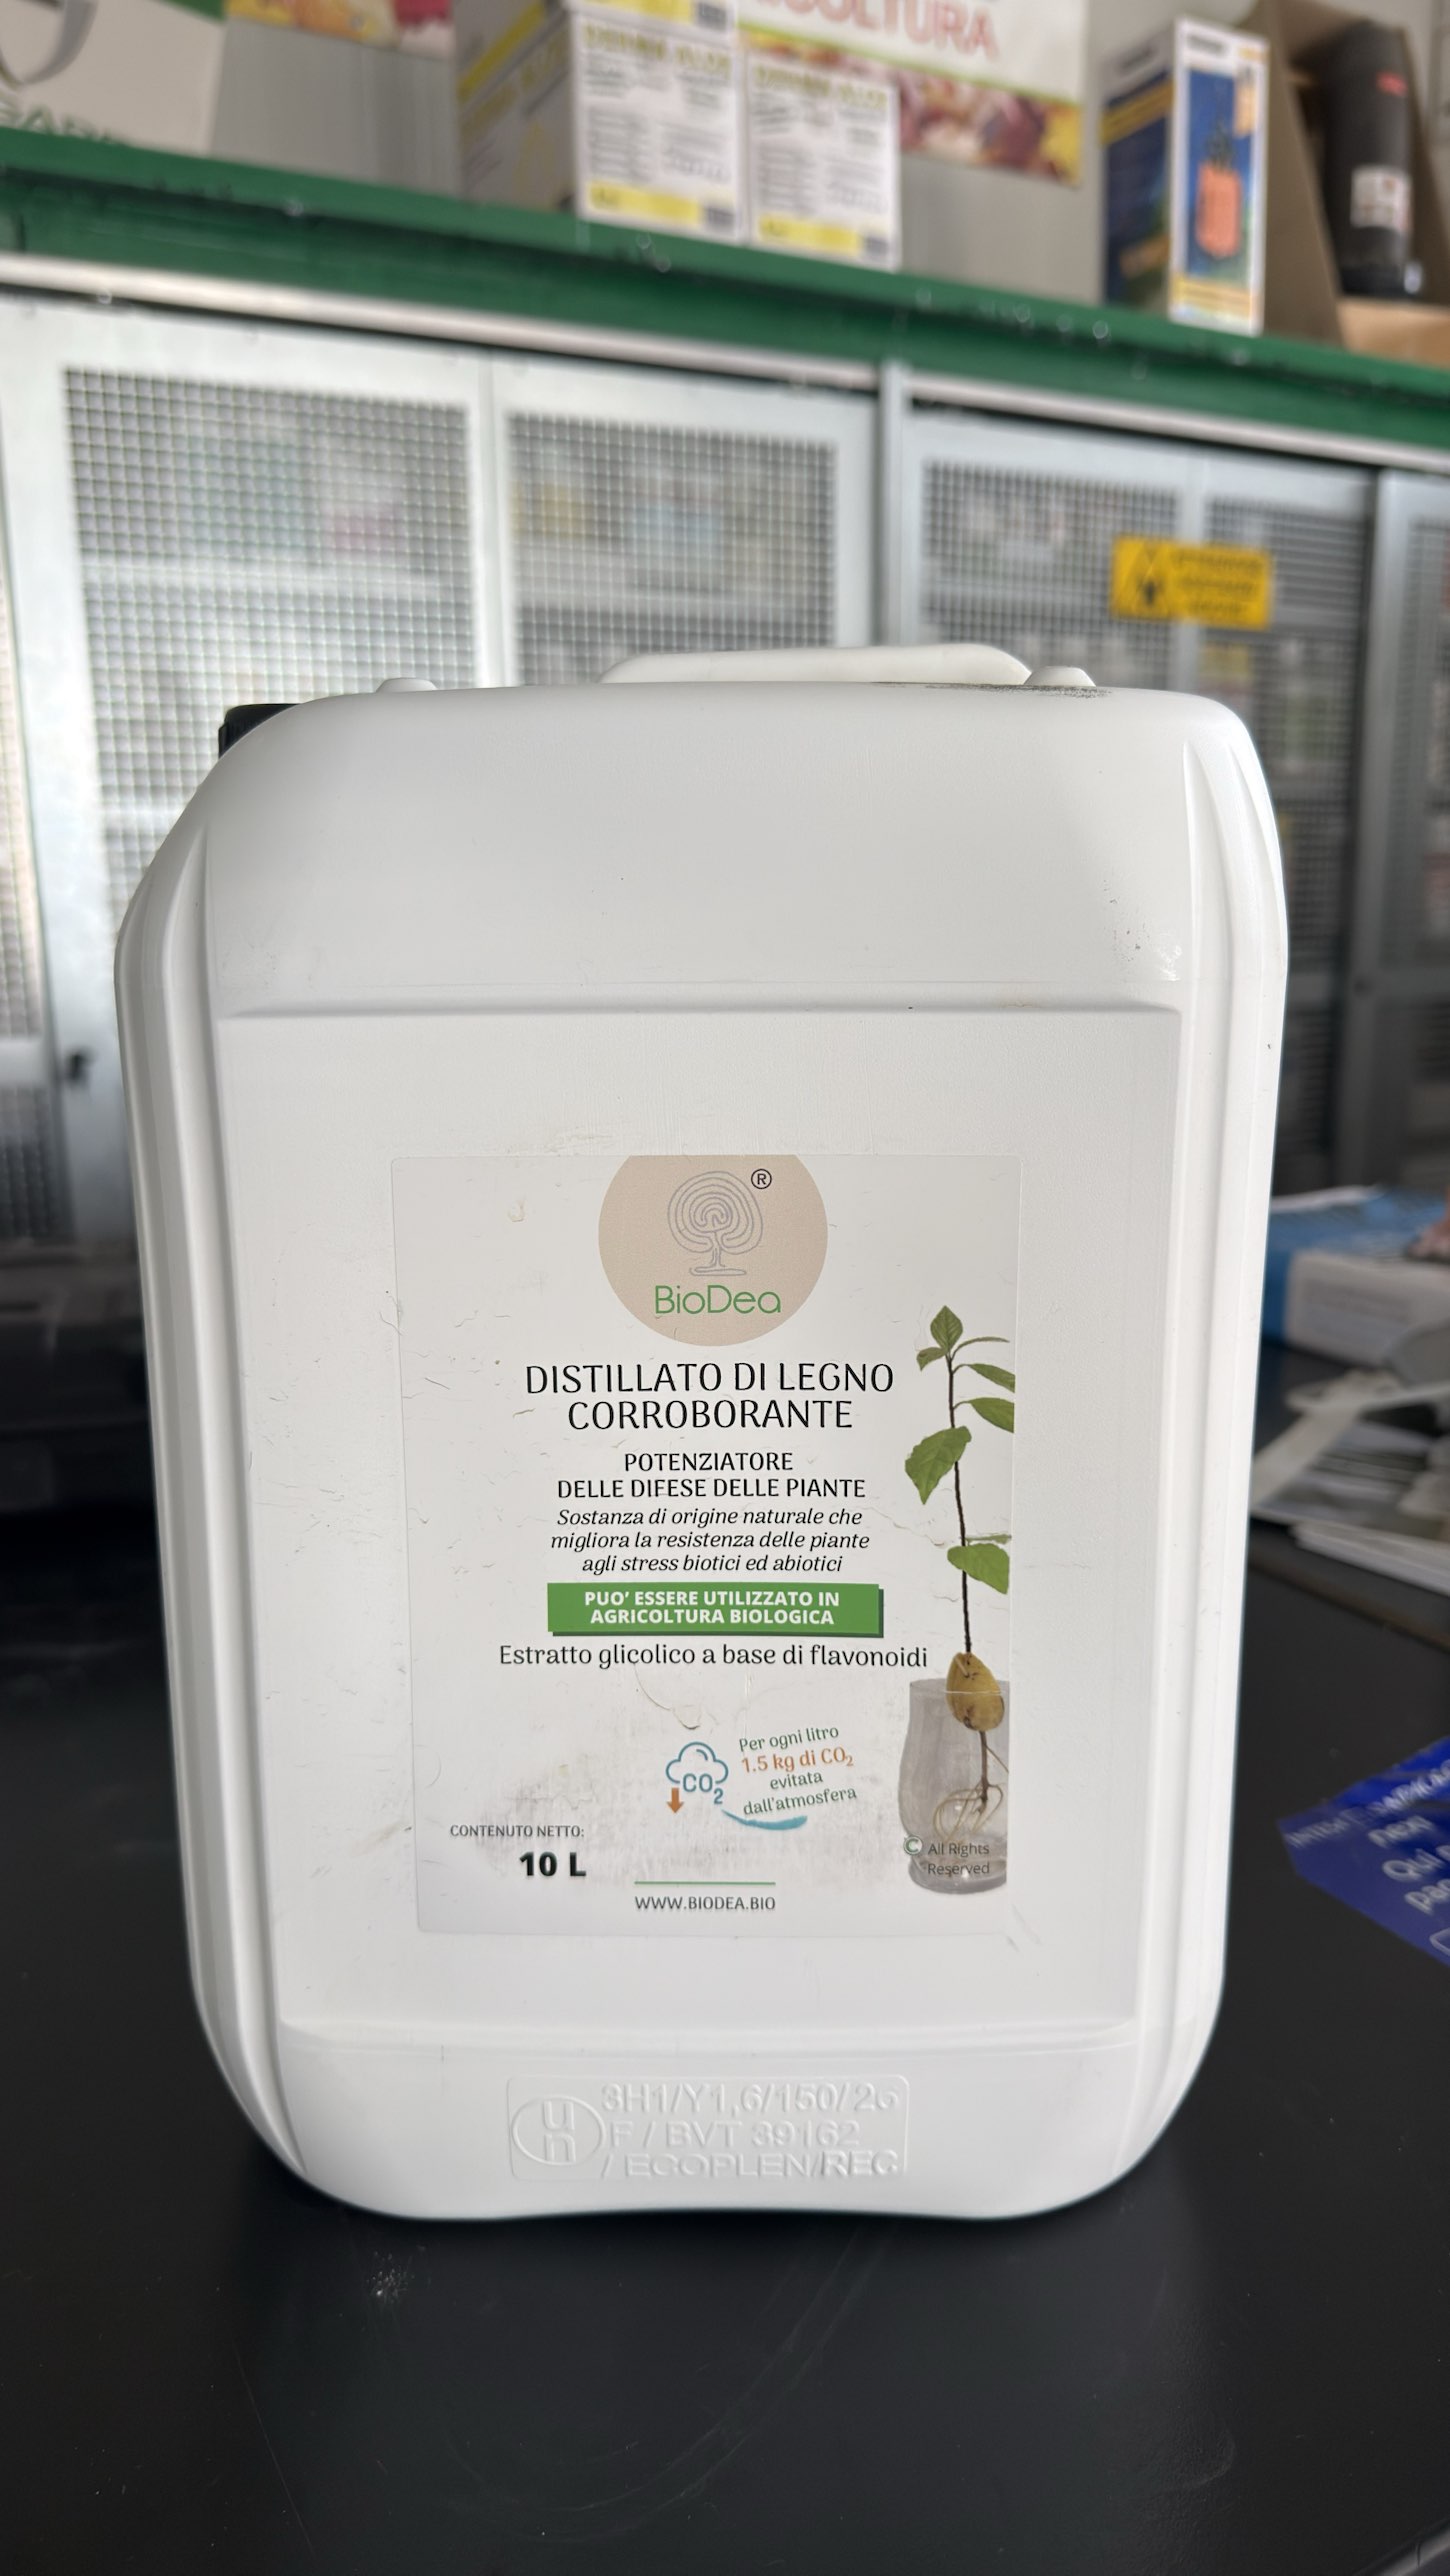 COLTURA
®
BioDea
DISTILLATO DI LEGNO
CORROBORANTE
POTENZIATORE
DELLE DIFESE DELLE PIANTE
Sostanza di origine naturale che
migliora la resistenza delle piante
agli stress biotici ed abiotici
PUO' ESSERE UTILIZZATO IN
AGRICOLTURA BIOLOGICA
Estratto glicolico a base di flavonoidi
Per ogni litro
1.5 kg di CO₂
evitata
dall'atmosfera
CO₂
CONTENUTO NETTO:
10 L
© All Rights
Reserved
WWW.BIODEA.BIO
un
3H1/Y1,6/150/26
F / BVT 39162
/ ECOPLEN/REC
non